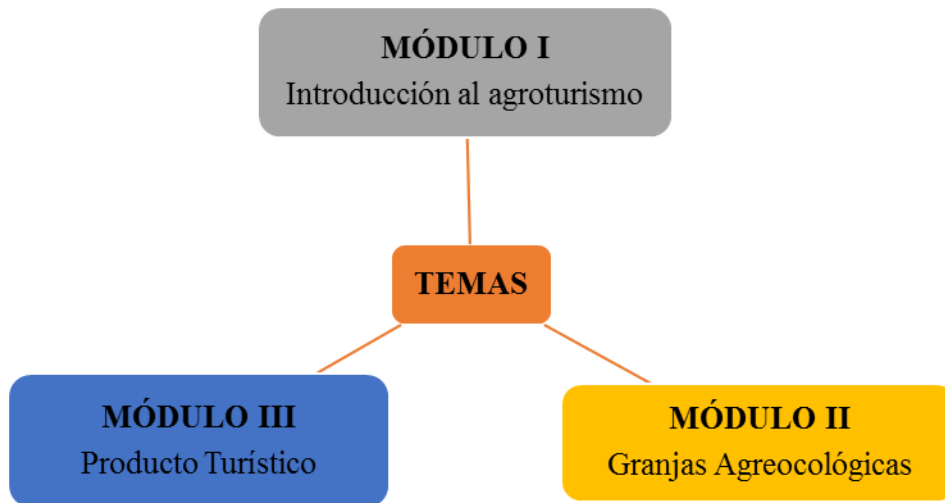 MÓDULO I
Introducción al agroturismo
TEMAS
MÓDULO III
Producto Turístico
MÓDULO II
Granjas Agreocológicas